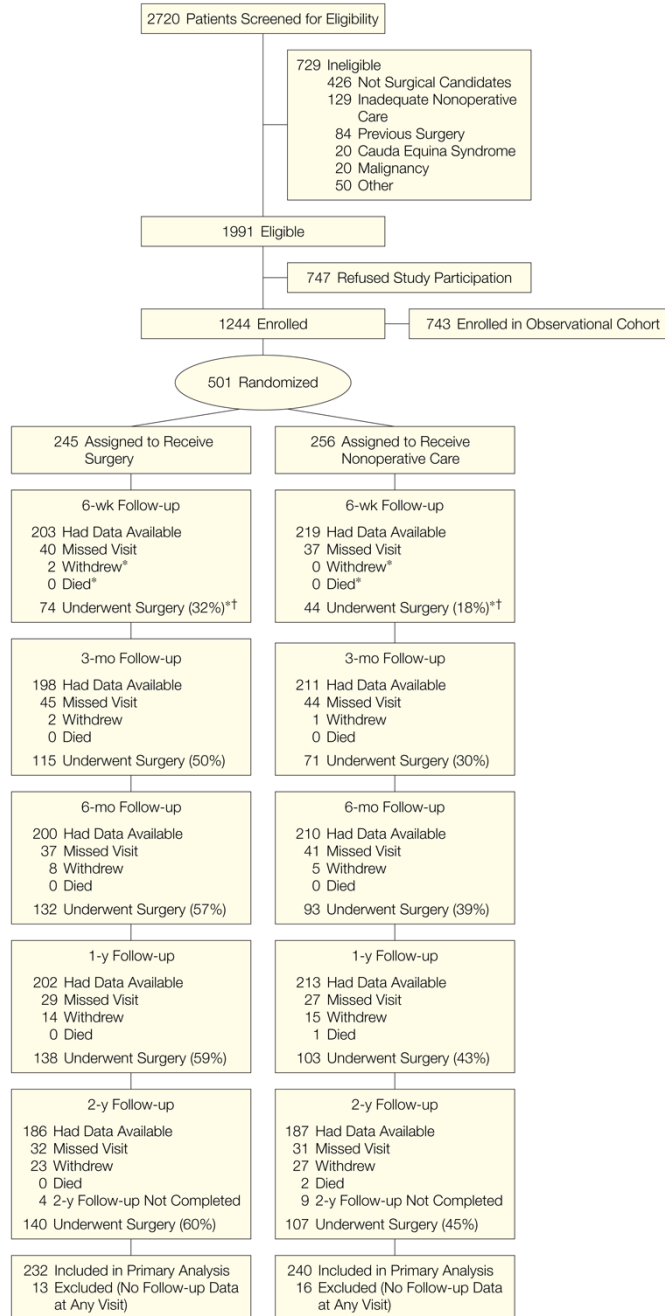 2720 Patients Screened for Eligibility
729 Ineligible
426 Not Surgical Candidates
129 Inadequate Nonoperative
Care
84 Previous Surgery
20 Cauda Equina Syndrome
20 Malignancy
50 Other
1991 Eligible
747 Refused Study Participation
1244 Enrolled
743 Enrolled in Observational Cohort
501 Randomized
245 Assigned to Receive
Surgery
6-wk Follow-up
203 Had Data Available
40 Missed Visit
2 Withdrew*
0 Died*
74 Underwent Surgery (32%)*†
3-mo Follow-up
198 Had Data Available
45 Missed Visit
2 Withdrew
0 Died
115 Underwent Surgery (50%)
6-mo Follow-up
200 Had Data Available
37 Missed Visit
8 Withdrew
0 Died
132 Underwent Surgery (57%)
1-y Follow-up
202 Had Data Available
29 Missed Visit
14 Withdrew
0 Died
138 Underwent Surgery (59%)
2-y Follow-up
186 Had Data Available
32 Missed Visit
23 Withdrew
0 Died
4 2-y Follow-up Not Completed
140 Underwent Surgery (60%)
232 Included in Primary Analysis
13 Excluded (No Follow-up Data
at Any Visit)
256 Assigned to Receive
Nonoperative Care
6-wk Follow-up
219 Had Data Available
37 Missed Visit
0 Withdrew*
0 Died*
44 Underwent Surgery (18%)*†
3-mo Follow-up
211 Had Data Available
44 Missed Visit
1 Withdrew
0 Died
71 Underwent Surgery (30%)
6-mo Follow-up
210 Had Data Available
41 Missed Visit
5 Withdrew
0 Died
93 Underwent Surgery (39%)
1-y Follow-up
213 Had Data Available
27 Missed Visit
15 Withdrew
1 Died
103 Underwent Surgery (43%)
2-y Follow-up
187 Had Data Available
31 Missed Visit
27 Withdrew
2 Died
9 2-y Follow-up Not Completed
107 Underwent Surgery (45%)
240 Included in Primary Analysis
16 Excluded (No Follow-up Data
at Any Visit)